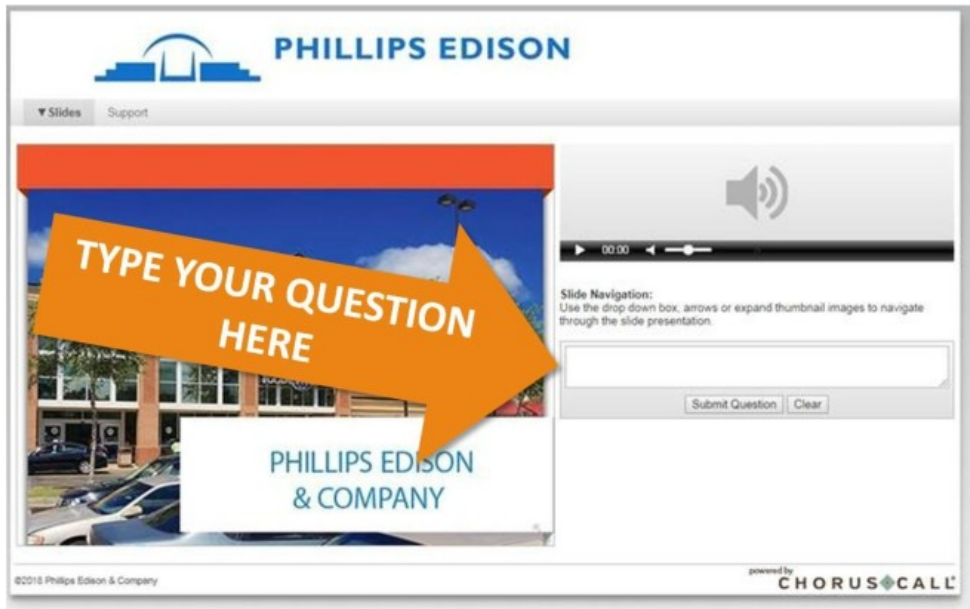 PHILLIPS EDISON
▼Slides Support
TYPE YOUR QUESTION
HERE
PHILLIPS EDISON
& COMPANY
00:00
Slide Navigation:
Use the drop down box, arrows or expand thumbnail images to navigate
through the slide presentation.
Submit Question Clear
©2018 Phillips Edison & Company
powered by
CHORUS CALL